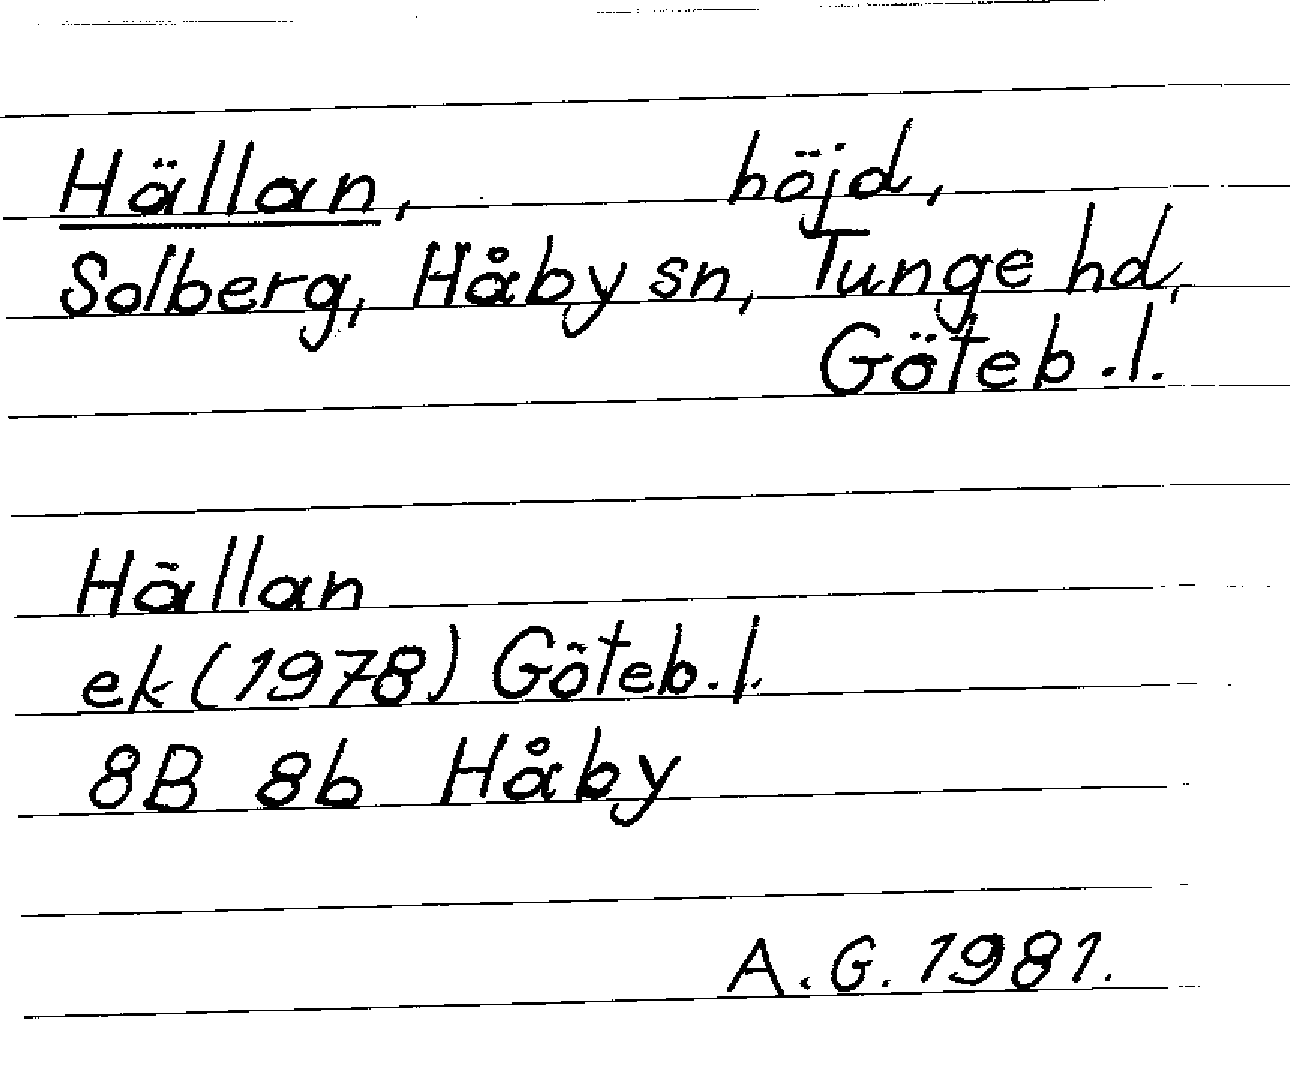 Hällan, höjd,
Solberg, Håby sn, Tunge hd,
Göteb.l.
Hällan
ek (1978) Göteb.l.
8B 8b Håby
A.G. 1981.